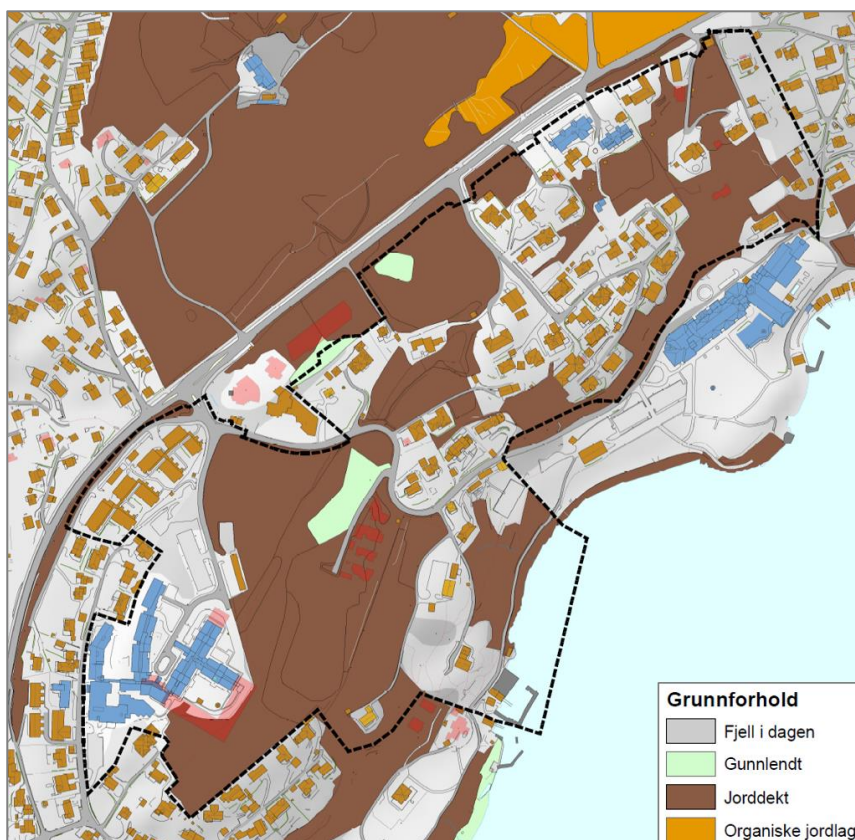 Grunnforhold
Fjell i dagen
Gunnlendt
Jorddekt
Organiske jordlag